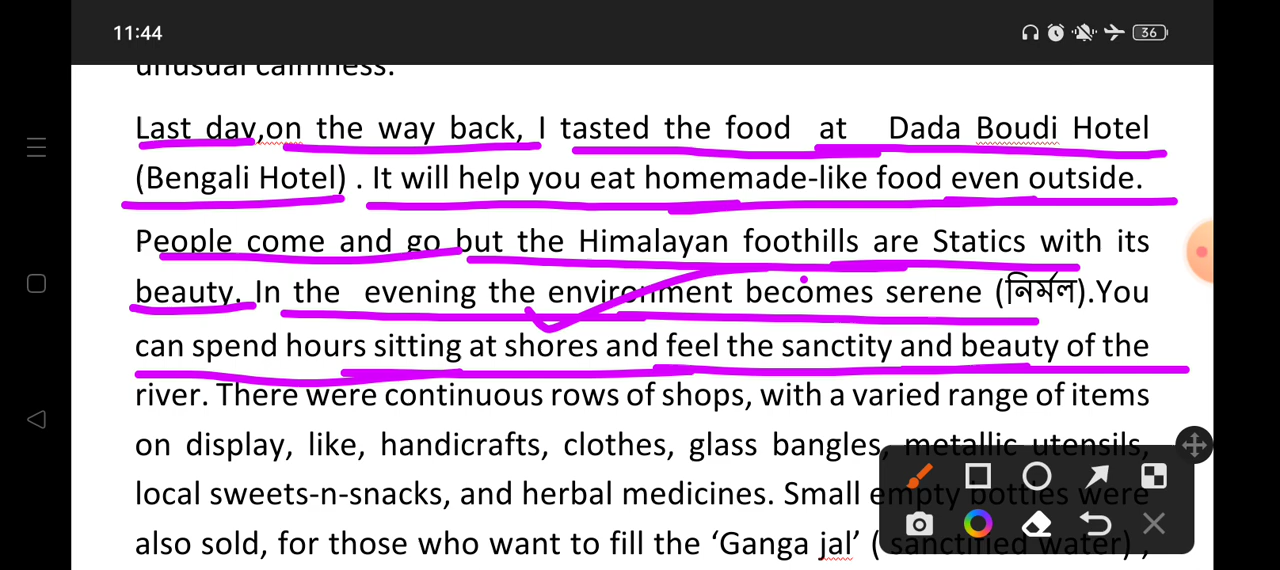 11:44
36
unusual calmness.
Last day,on the way back, I tasted the food at Dada Boudi Hotel
(Bengali Hotel) . It will help you eat homemade-like food even outside.
People come and go but the Himalayan foothills are Statics with its
beauty. In the evening the environment becomes serene (নির্মল).You
can spend hours sitting at shores and feel the sanctity and beauty of the
river. There were continuous rows of shops, with a varied range of items
on display, like, handicrafts, clothes, glass bangles, metallic utensils,
local sweets-n-snacks, and herbal medicines. Small empty bottles were
also sold, for those who want to fill the ‘Ganga jal’ ( sanctified water) ,